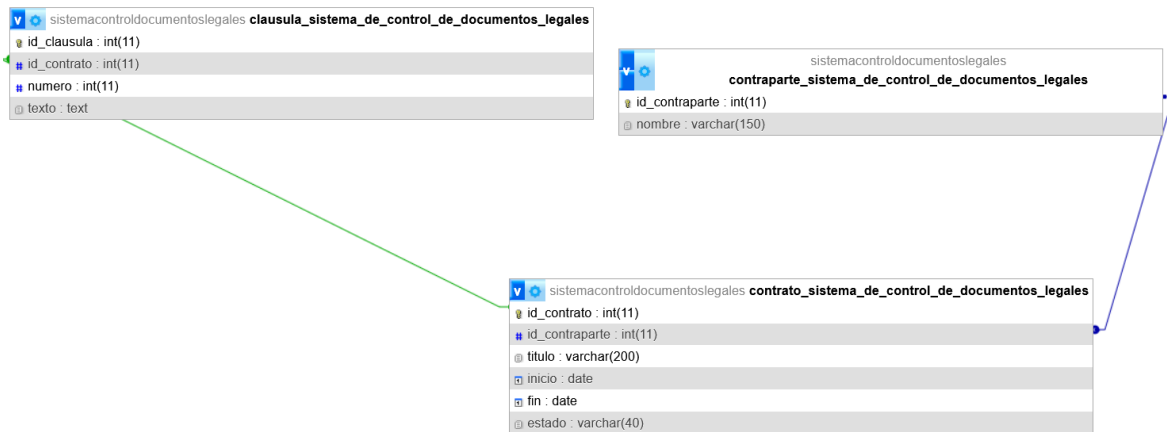 sistemacontroldocumentoslegales clausula_sistema_de_control_de_documentos_legales
id_clausula : int(11)
id_contrato : int(11)
numero : int(11)
texto : text
sistemacontroldocumentoslegales
contraparte_sistema_de_control_de_documentos_legales
id_contraparte : int(11)
nombre : varchar(150)
sistemacontroldocumentoslegales contrato_sistema_de_control_de_documentos_legales
id_contrato : int(11)
id_contraparte : int(11)
titulo : varchar(200)
inicio : date
fin : date
estado : varchar(40)